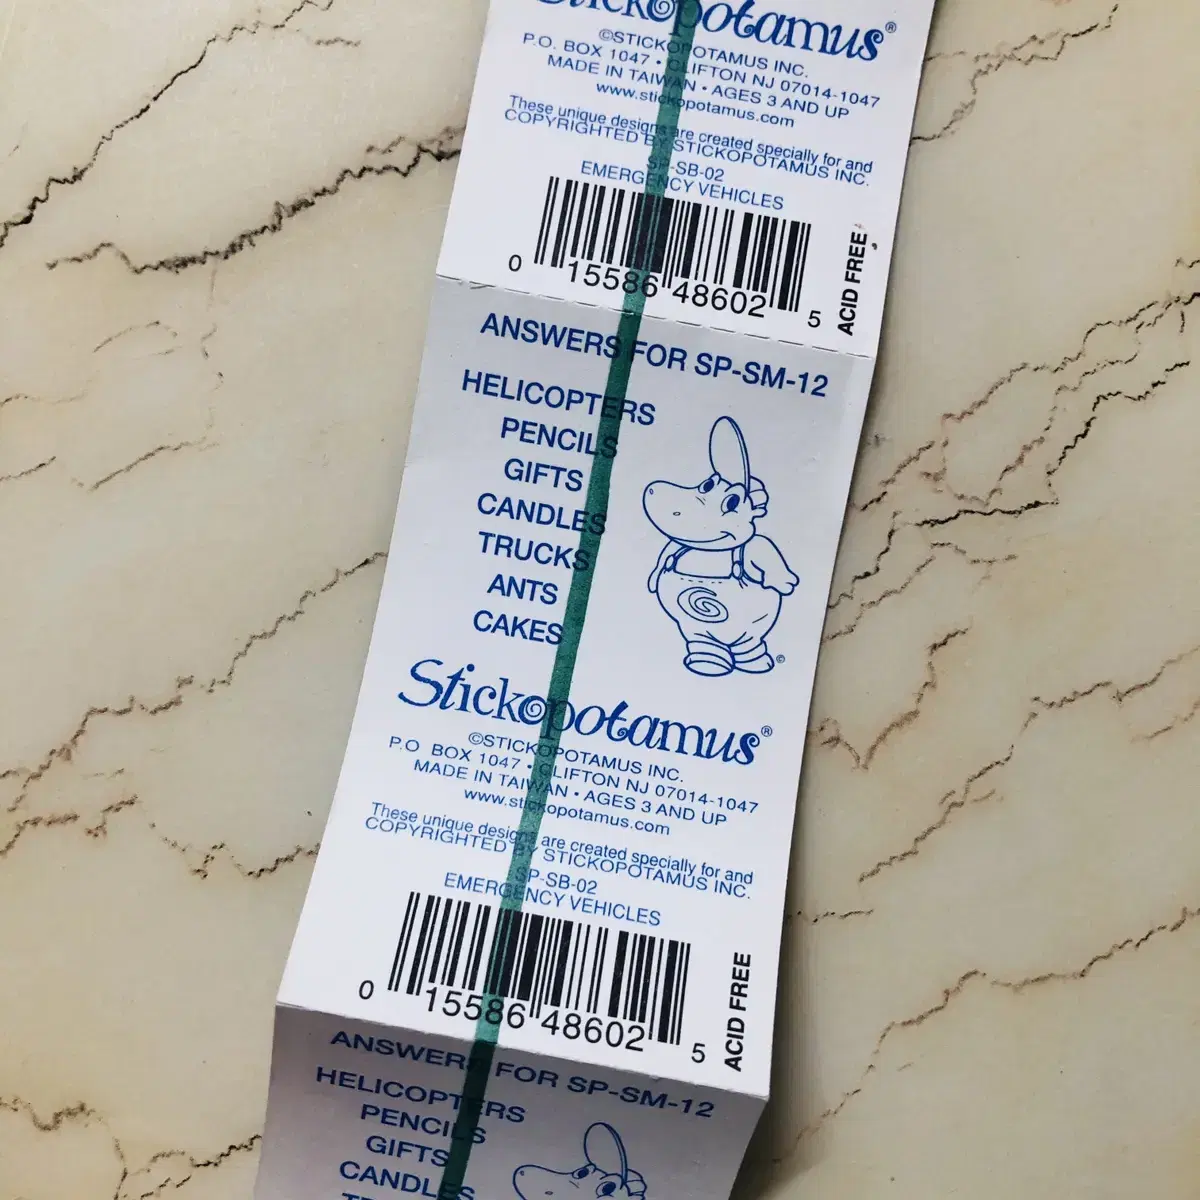 Stickopotamus®
©STICKOPOTAMUS INC.
P.O. BOX 1047 • CLIFTON NJ 07014-1047
MADE IN TAIWAN • AGES 3 AND UP
www.stickopotamus.com
These unique designs are created specially for and
COPYRIGHTED BY STICKOPOTAMUS INC.
SP-SB-02
EMERGENCY VEHICLES
0 15586 48602 5
ACID FREE
ANSWERS FOR SP-SM-12
HELICOPTERS
PENCILS
GIFTS
CANDLES
TRUCKS
ANTS
CAKES
©
Stickopotamus®
©STICKOPOTAMUS INC.
P.O BOX 1047 • CLIFTON NJ 07014-1047
MADE IN TAIWAN • AGES 3 AND UP
www.stickopotamus.com
These unique designs are created specially for and
COPYRIGHTED BY STICKOPOTAMUS INC.
SP-SB-02
EMERGENCY VEHICLES
0 15586 48602 5
ACID FREE
ANSWERS FOR SP-SM-12
HELICOPTERS
PENCILS
GIFTS
CANDLES